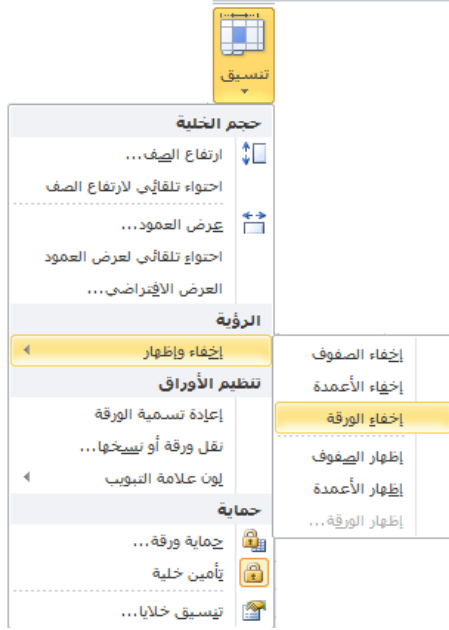 تنسيق
حجم الخلية
ارتفاع الصف...
احتواء تلقائي لارتفاع الصف
عرض العمود...
احتواء تلقائي لعرض العمود
العرض الافتراضي...
الرؤية
إخفاء وإظهار
إخفاء الصفوف
إخفاء الأعمدة
إخفاء الورقة
إظهار الصفوف
إظهار الأعمدة
إظهار الورقة...
تنظيم الأوراق
إعادة تسمية الورقة
نقل ورقة أو نسخها...
لون علامة التبويب
حماية
حماية ورقة...
تأمين خلية
تنسيق خلايا...